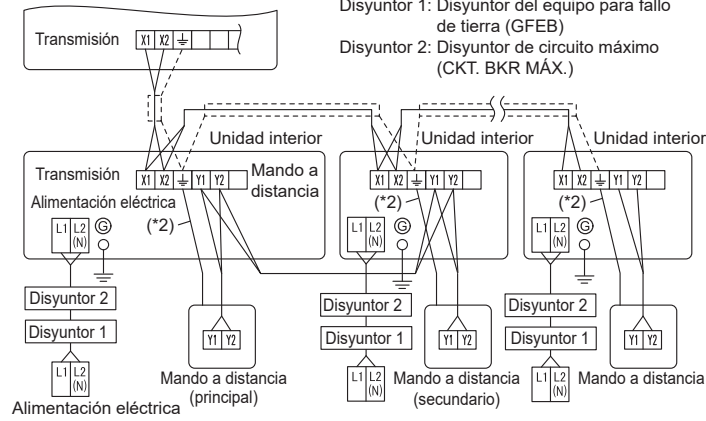 Disyuntor 1: Disyuntor del equipo para fallo
de tierra (GFEB)
Disyuntor 2: Disyuntor de circuito máximo
(CKT. BKR MÁX.)
Transmisión
X1 X2
Unidad interior
Unidad interior
Unidad interior
Transmisión
X1 X2 Y1 Y2
Mando a
distancia
X1 X2 Y1 Y2
X1 X2 Y1 Y2
Alimentación eléctrica
(*2)
(*2)
(*2)
L1 L2
(N)
G
L1 L2
(N)
G
L1 L2
(N)
G
Disyuntor 2
Disyuntor 2
Disyuntor 2
Disyuntor 1
Y1 Y2
Disyuntor 1
Y1 Y2
Disyuntor 1
Y1 Y2
L1 L2
(N)
Mando a distancia
(principal)
L1 L2
(N)
Mando a distancia
(secundario)
L1 L2
(N)
Mando a distancia
Alimentación eléctrica